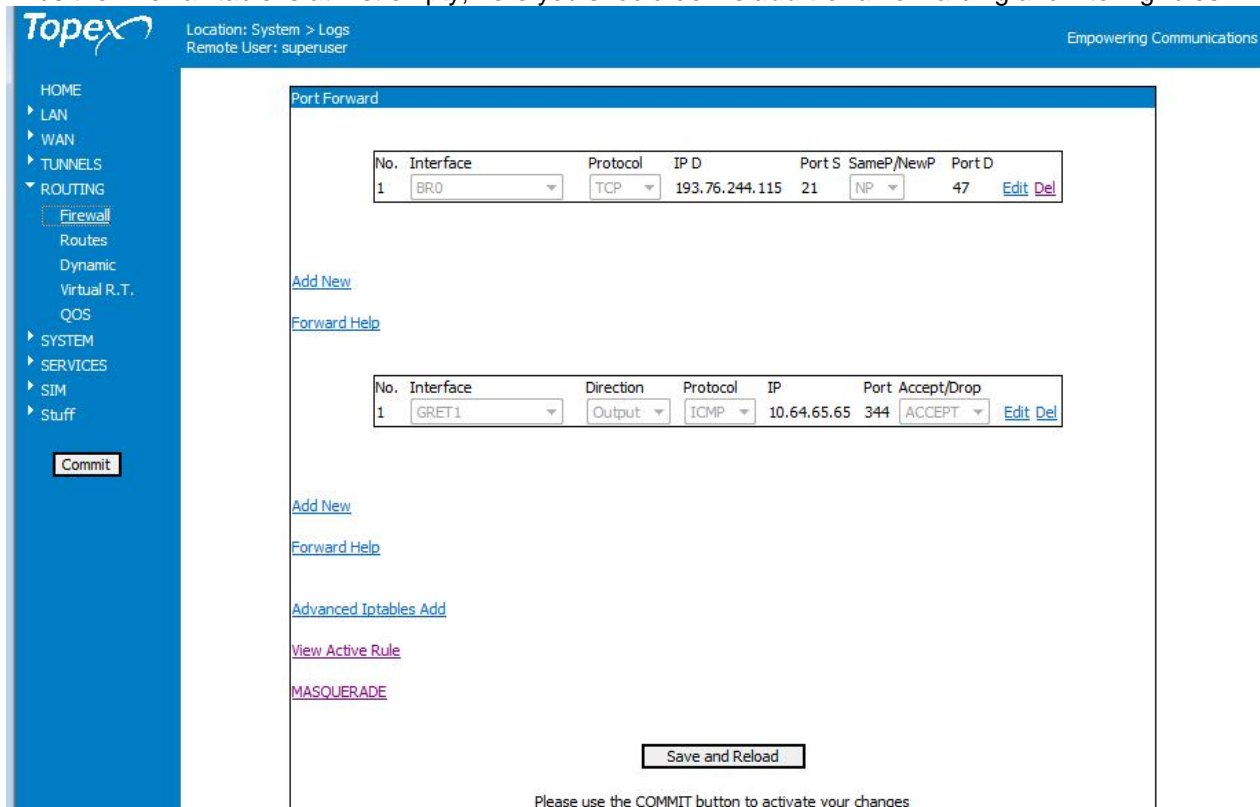 Topex
Location: System > Logs
Remote User: superuser
Empowering Communications
HOME
LAN
WAN
TUNNELS
ROUTING
Firewall
Routes
Dynamic
Virtual R.T.
QOS
SYSTEM
SERVICES
SIM
Stuff
Commit
Port Forward
No. Interface Protocol IP D Port S SameP/NewP Port D
1 BR0 TCP 193.76.244.115 21 NP 47 Edit Del
Add New
Forward Help
No. Interface Direction Protocol IP Port Accept/Drop
1 GRET1 Output ICMP 10.64.65.65 344 ACCEPT Edit Del
Add New
Forward Help
Advanced Iptables Add
View Active Rule
MASQUERADE
Save and Reload
Please use the COMMIT button to activate your changes